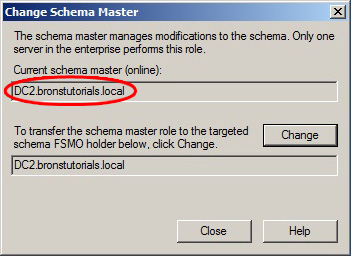 Change Schema Master
The schema master manages modifications to the schema. Only one
server in the enterprise performs this role.
Current schema master (online):
DC2.bronstutorials.local
To transfer the schema master role to the targeted
schema FSMO holder below, click Change.
Change
DC2.bronstutorials.local
Close
Help